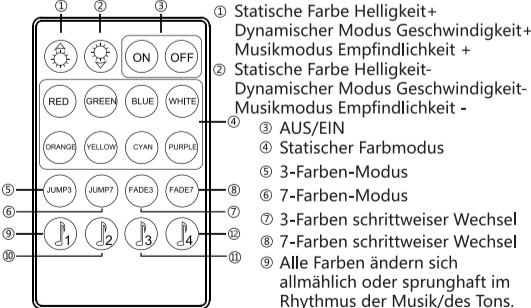 ① ② ③
ON OFF
RED GREEN BLUE WHITE
④
ORANGE YELLOW CYAN PURPLE
⑤ JUMP3 JUMP7 FADE3 FADE7 ⑧
⑥ ⑦
⑨ 1 2 3 4 ⑫
⑩ ⑪
① Statische Farbe Helligkeit+
Dynamischer Modus Geschwindigkeit+
Musikmodus Empfindlichkeit +
② Statische Farbe Helligkeit-
Dynamischer Modus Geschwindigkeit-
Musikmodus Empfindlichkeit -
③ AUS/EIN
④ Statischer Farbmodus
⑤ 3-Farben-Modus
⑥ 7-Farben-Modus
⑦ 3-Farben schrittweiser Wechsel
⑧ 7-Farben schrittweiser Wechsel
⑨ Alle Farben ändern sich
allmählich oder sprunghaft im
Rhythmus der Musik/des Tons.